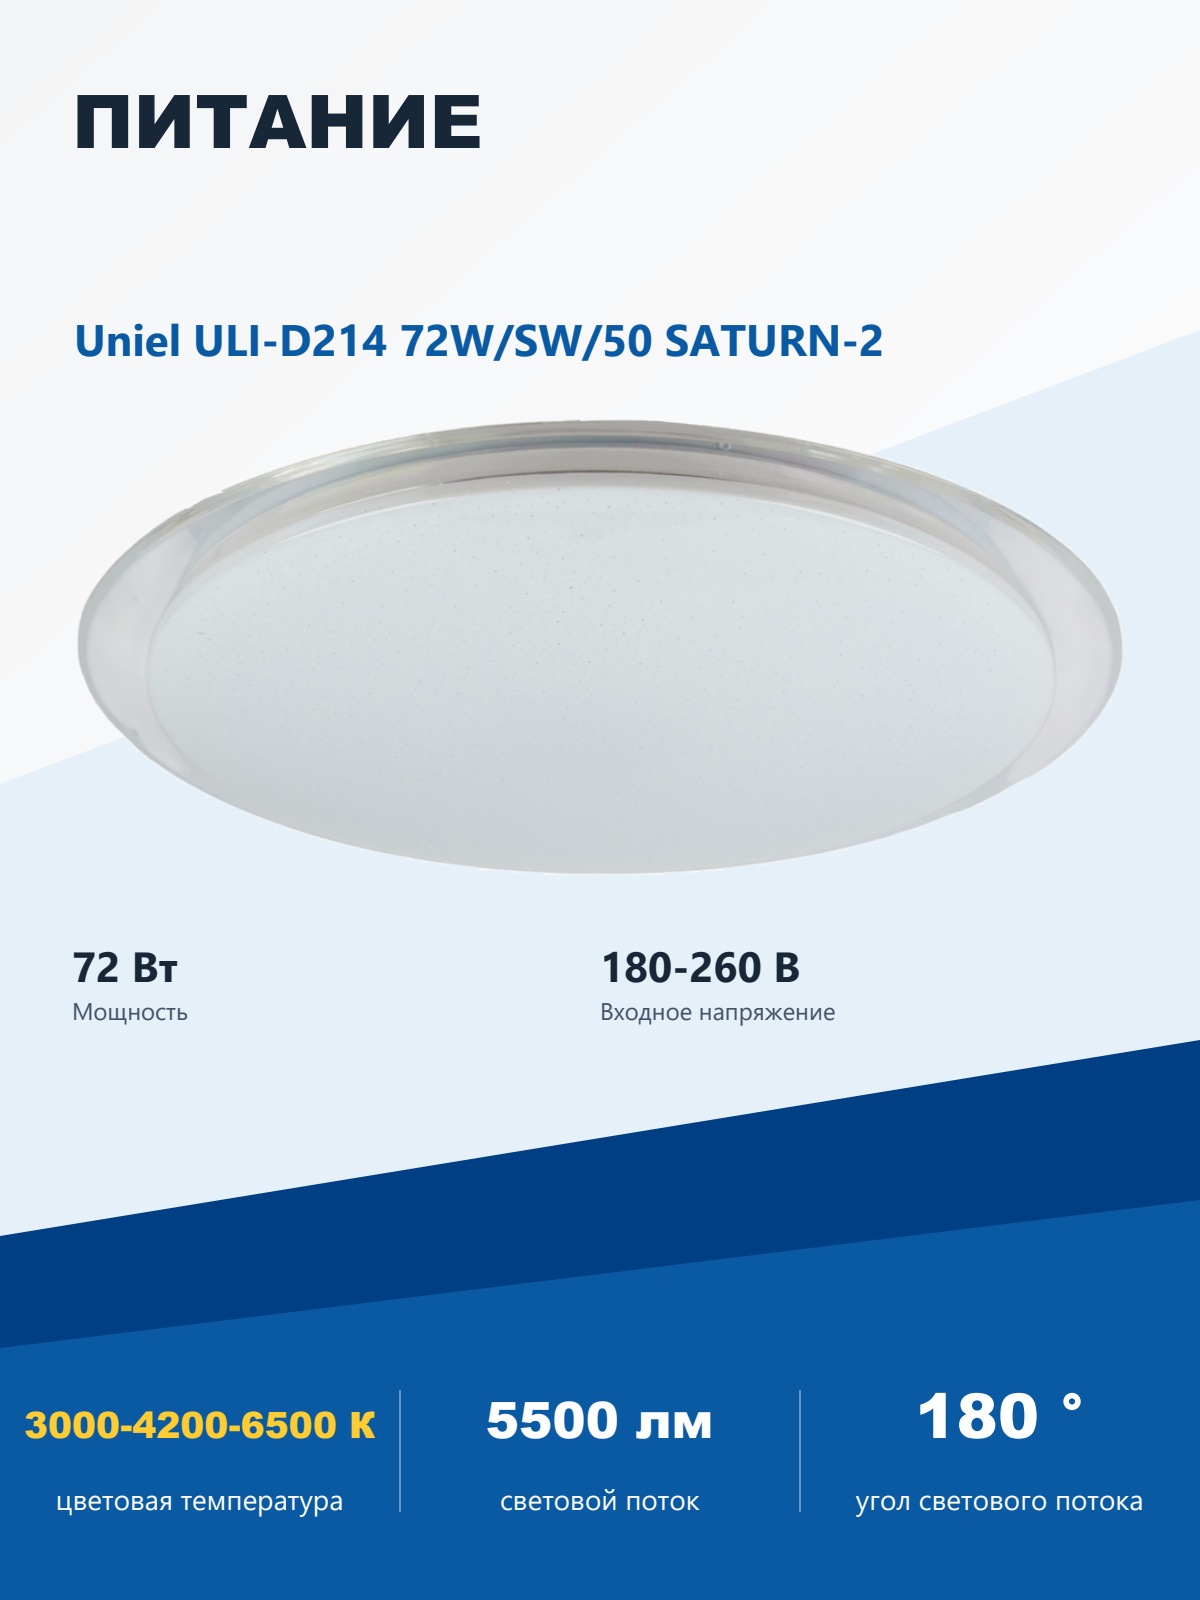 ПИТАНИЕ
Uniel ULI-D214 72W/SW/50 SATURN-2
72 Вт
180-260 В
Мощность
Входное напряжение
3000-4200-6500 К
5500 лм
180 °
цветовая температура
световой поток
угол светового потока